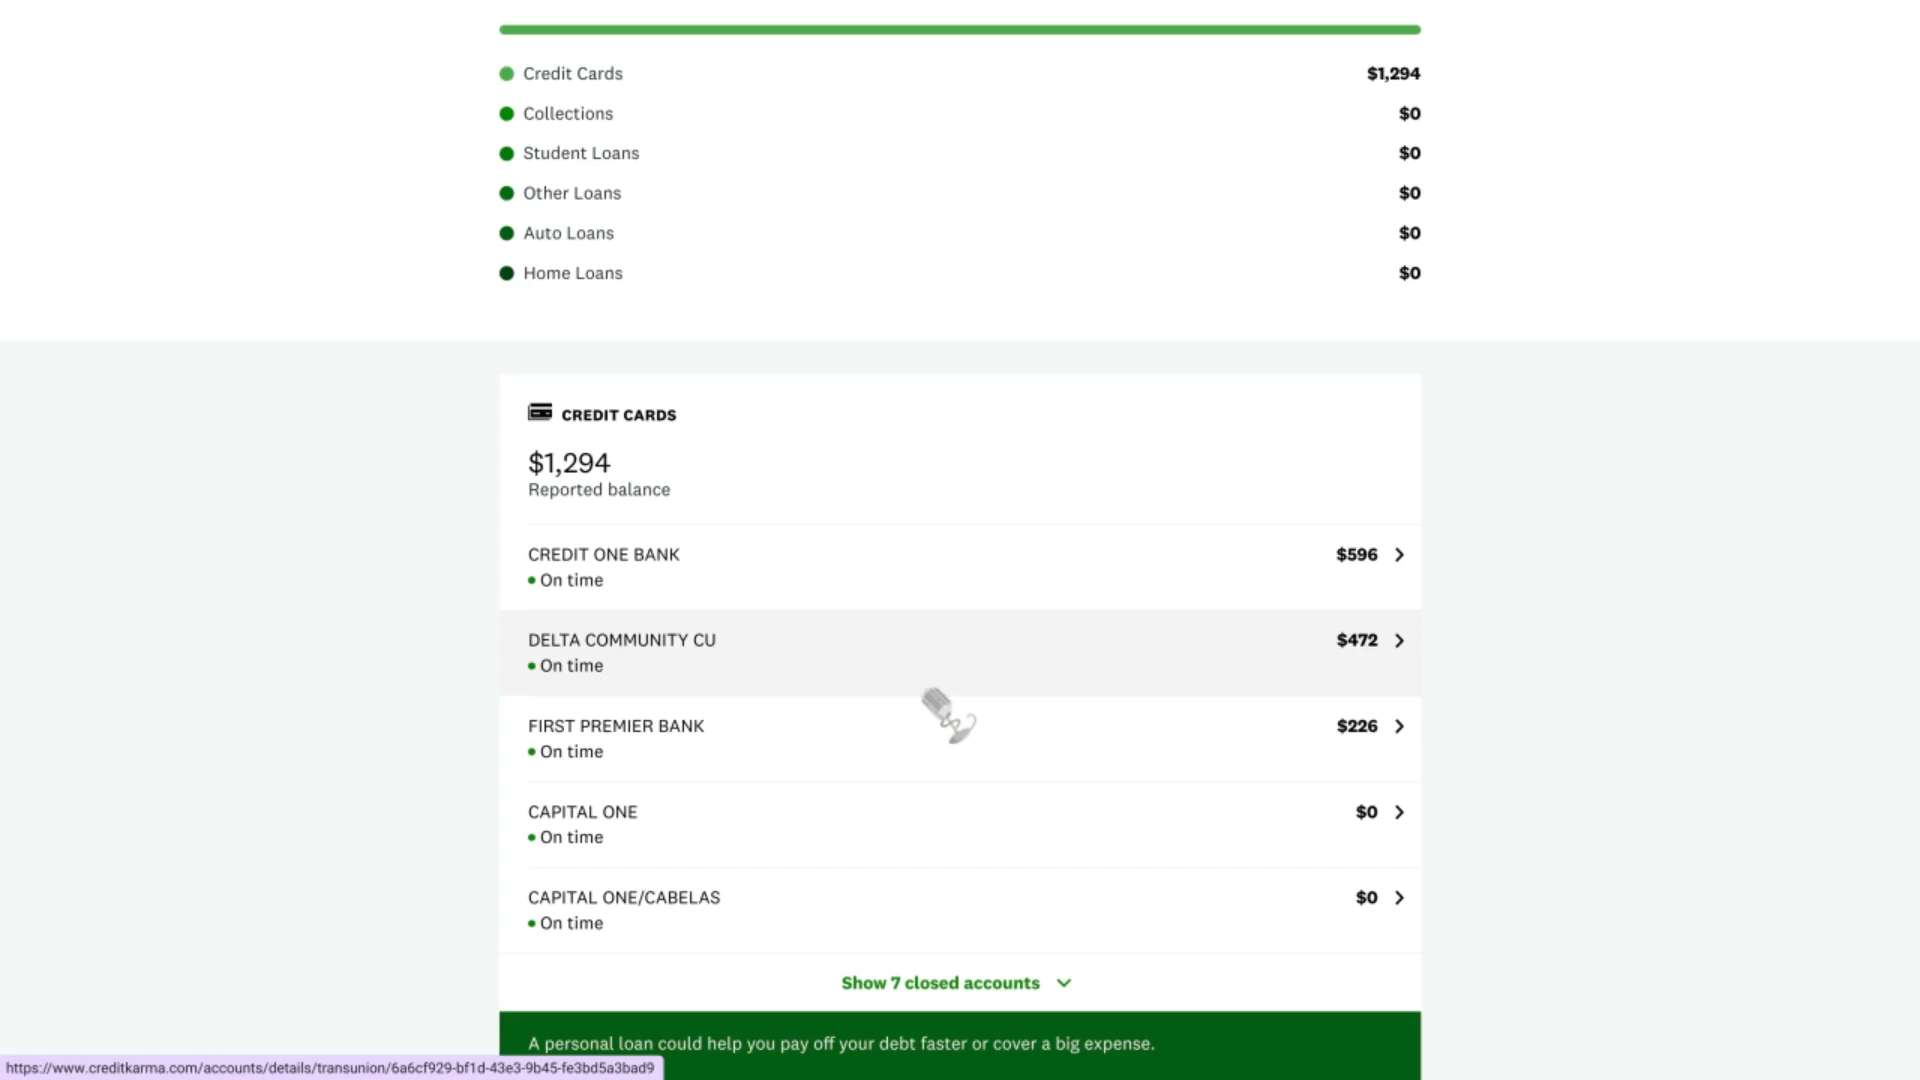 Credit Cards $1,294
Collections $0
Student Loans $0
Other Loans $0
Auto Loans $0
Home Loans $0
CREDIT CARDS
$1,294
Reported balance
CREDIT ONE BANK $596
On time
DELTA COMMUNITY CU $472
On time
FIRST PREMIER BANK $226
On time
CAPITAL ONE $0
On time
CAPITAL ONE/CABELAS $0
On time
Show 7 closed accounts
A personal loan could help you pay off your debt faster or cover a big expense.
https://www.creditkarma.com/accounts/details/transunion/6a6cf929-bf1d-43e3-9b45-fe3bd5a3bad9